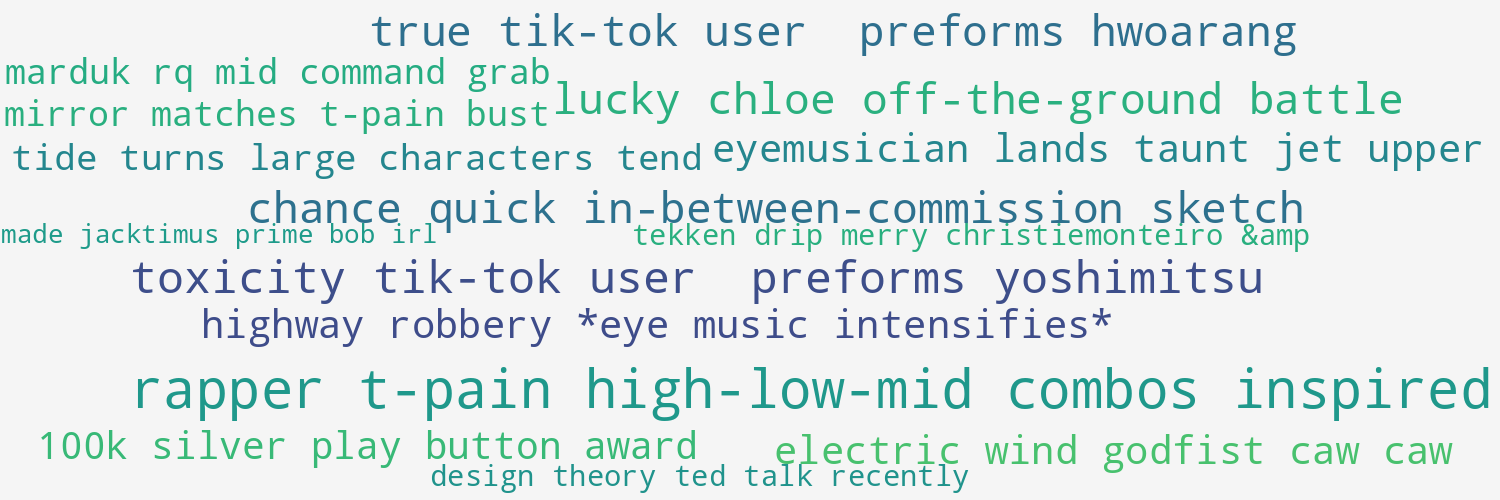 true tik-tok user  preforms hwoarang
marduk rq mid command grab
lucky chloe off-the-ground battle
mirror matches t-pain bust
eyemusician lands taunt jet upper
tide turns large characters tend
chance quick in-between-commission sketch
made jacktimus prime bob irl
tekken drip merry christiemonteiro &amp
toxicity tik-tok user  preforms yoshimitsu
highway robbery *eye music intensifies*
rapper t-pain high-low-mid combos inspired
100k silver play button award
electric wind godfist caw caw
design theory ted talk recently